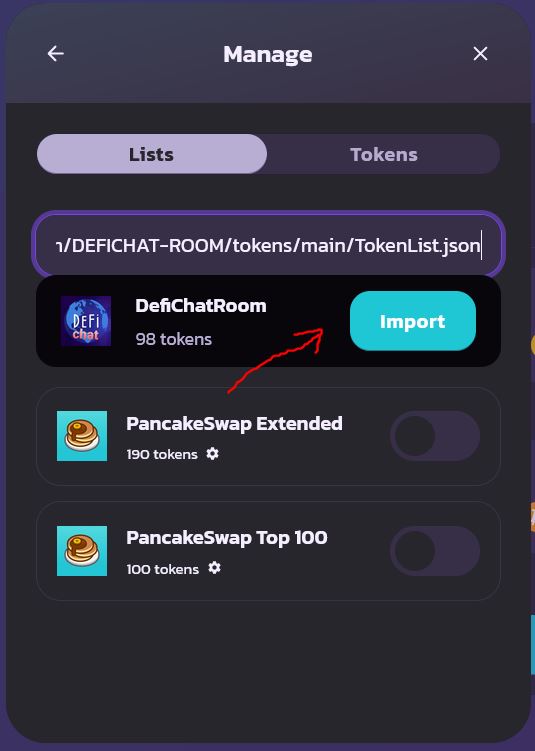 Manage
Lists
Tokens
/DEFICHAT-ROOM/tokens/main/TokenList.json
DeFi
chat
DefiChatRoom
98 tokens
Import
PancakeSwap Extended
190 tokens
PancakeSwap Top 100
100 tokens